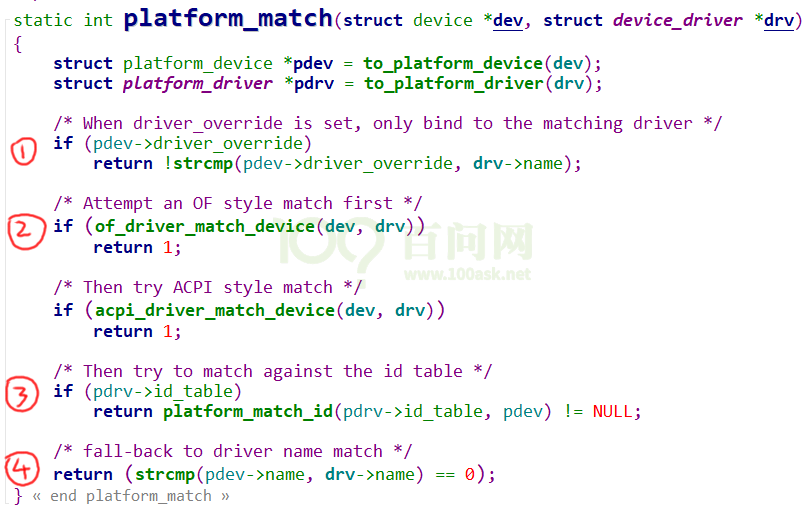 static int platform_match(struct device *dev, struct device_driver *drv)
{
    struct platform_device *pdev = to_platform_device(dev);
    struct platform_driver *pdrv = to_platform_driver(drv);
    /* When driver_override is set, only bind to the matching driver */
① if (pdev->driver_override)
        return !strcmp(pdev->driver_override, drv->name);
    /* Attempt an OF style match first */
② if (of_driver_match_device(dev, drv))
        return 1;
100 百问网
www.100ask.net
    /* Then try ACPI style match */
    if (acpi_driver_match_device(dev, drv))
        return 1;
    /* Then try to match against the id table */
③ if (pdrv->id_table)
        return platform_match_id(pdrv->id_table, pdev) != NULL;
    /* fall-back to driver name match */
④ return (strcmp(pdev->name, drv->name) == 0);
} « end platform_match »